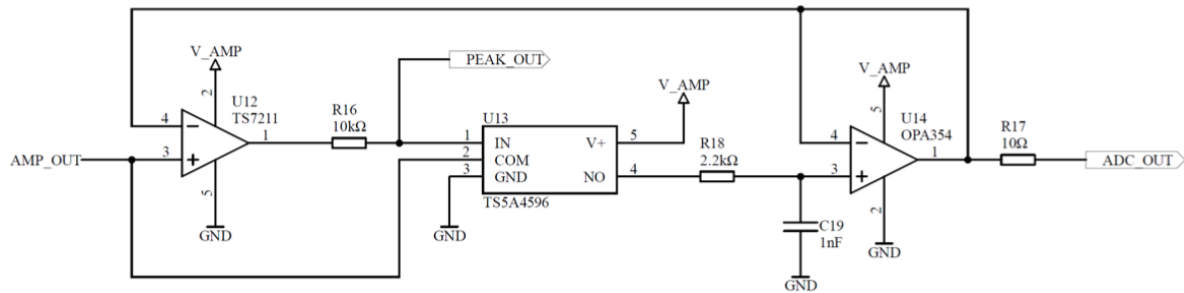 V_AMP
2
U12
TS7211
4
3
1
5
GND
AMP_OUT
R16
10kΩ
PEAK_OUT
U13
1
2
3
IN
COM
GND
V+
NO
5
4
TS5A4596
GND
V_AMP
R18
2.2kΩ
C19
1nF
GND
V_AMP
5
U14
OPA354
4
3
1
2
GND
R17
10Ω
ADC_OUT